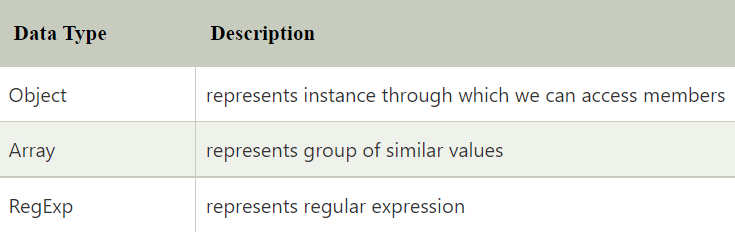 Data Type Description
Object represents instance through which we can access members
Array represents group of similar values
RegExp represents regular expression